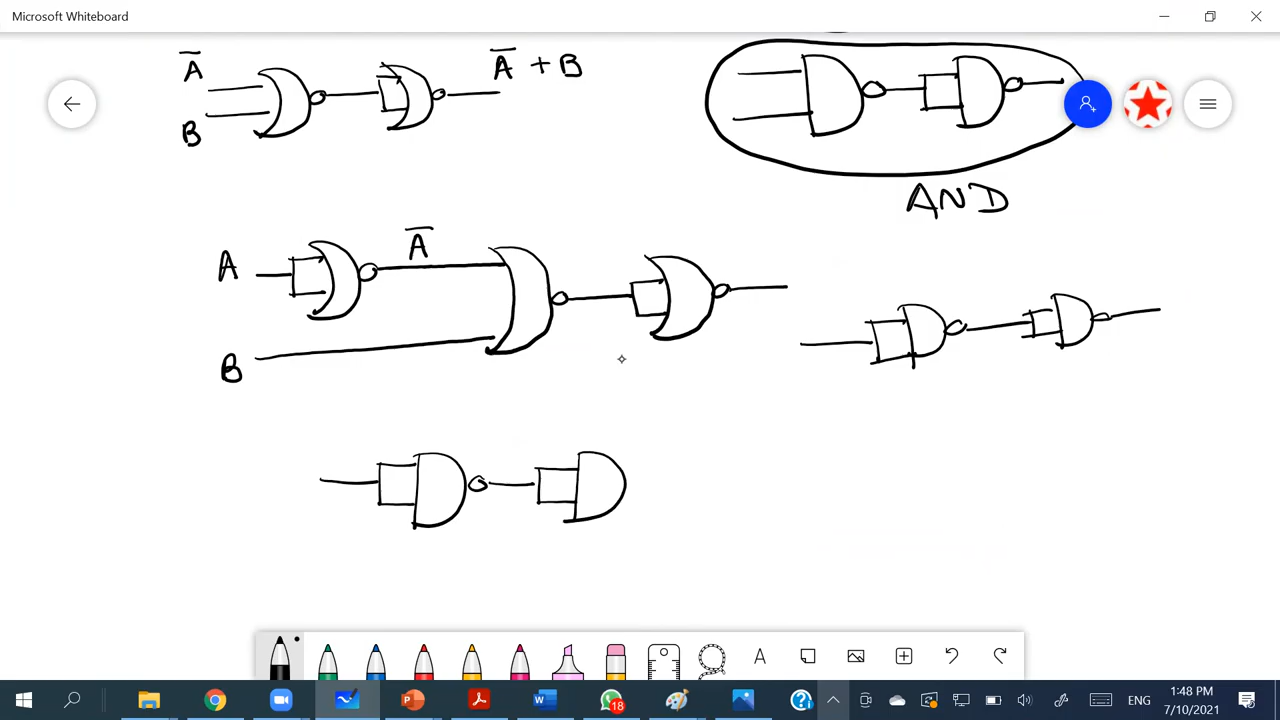 Microsoft Whiteboard
A̅
A̅ + B
B
AND
A
A̅
B
A
18
ENG
1:48 PM
7/10/2021